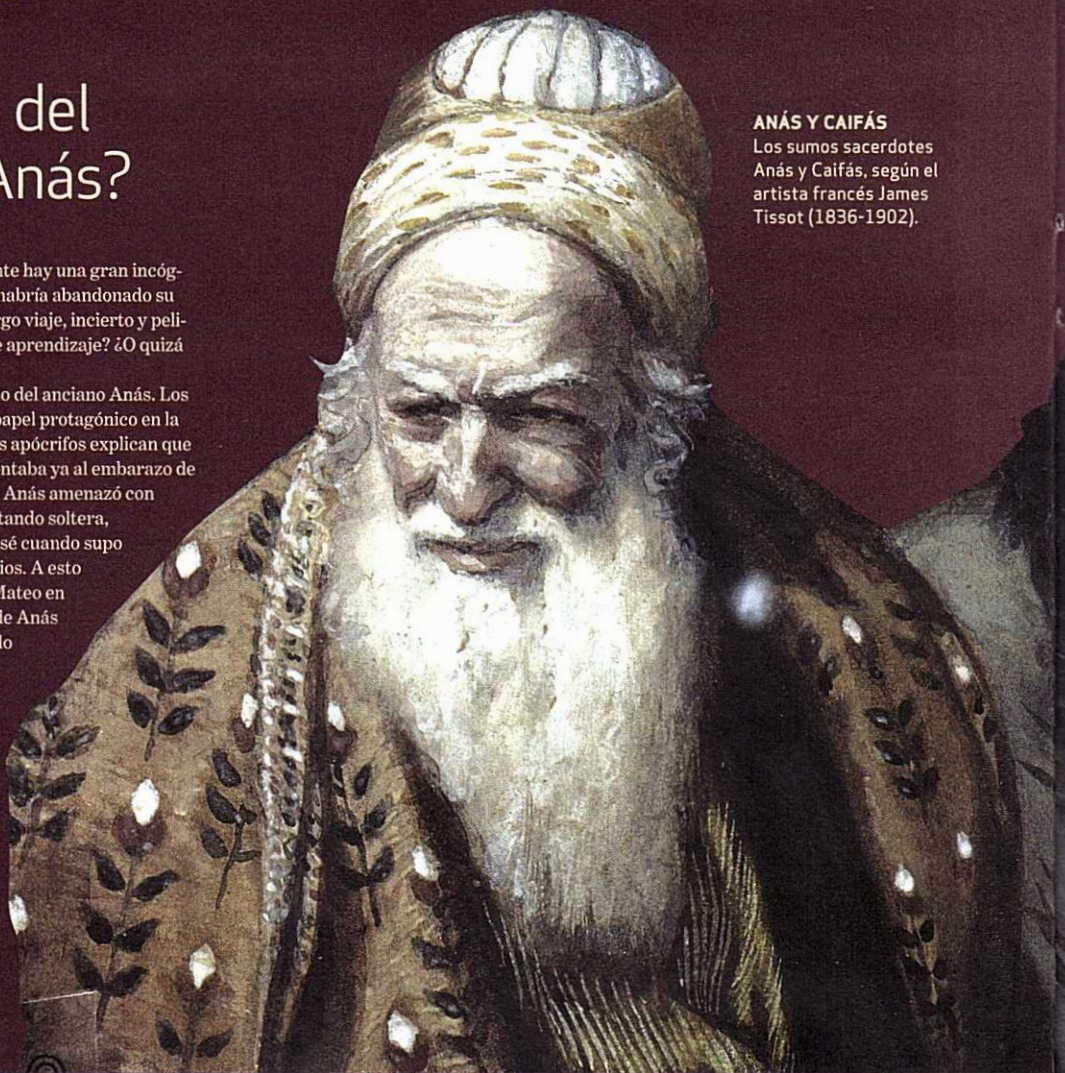 del
Anás?
nte hay una gran incóg-
habría abandonado su
rgo viaje, incierto y peli-
e aprendizaje? ¿O quizá
o del anciano Anás. Los
papel protagónico en la
s apócrifos explican que
ntaba ya al embarazo de
Anás amenazó con
tando soltera,
sé cuando supo
ios. A esto
Mateo en
de Anás
lo
ANÁS Y CAIFÁS
Los sumos sacerdotes
Anás y Caifás, según el
artista francés James
Tissot (1836-1902).